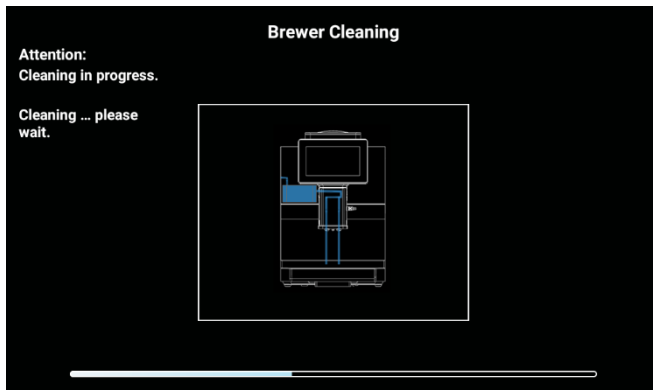 Brewer Cleaning
Attention:
Cleaning in progress.
Cleaning ... please
wait.